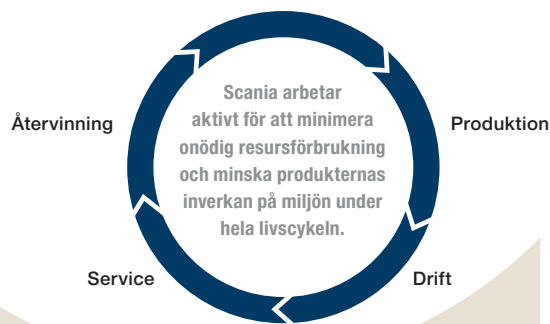 Scania arbetar
aktivt för att minimera
onödig resursförbrukning
och minska produkternas
inverkan på miljön under
hela livscykeln.
Återvinning
Produktion
Service
Drift